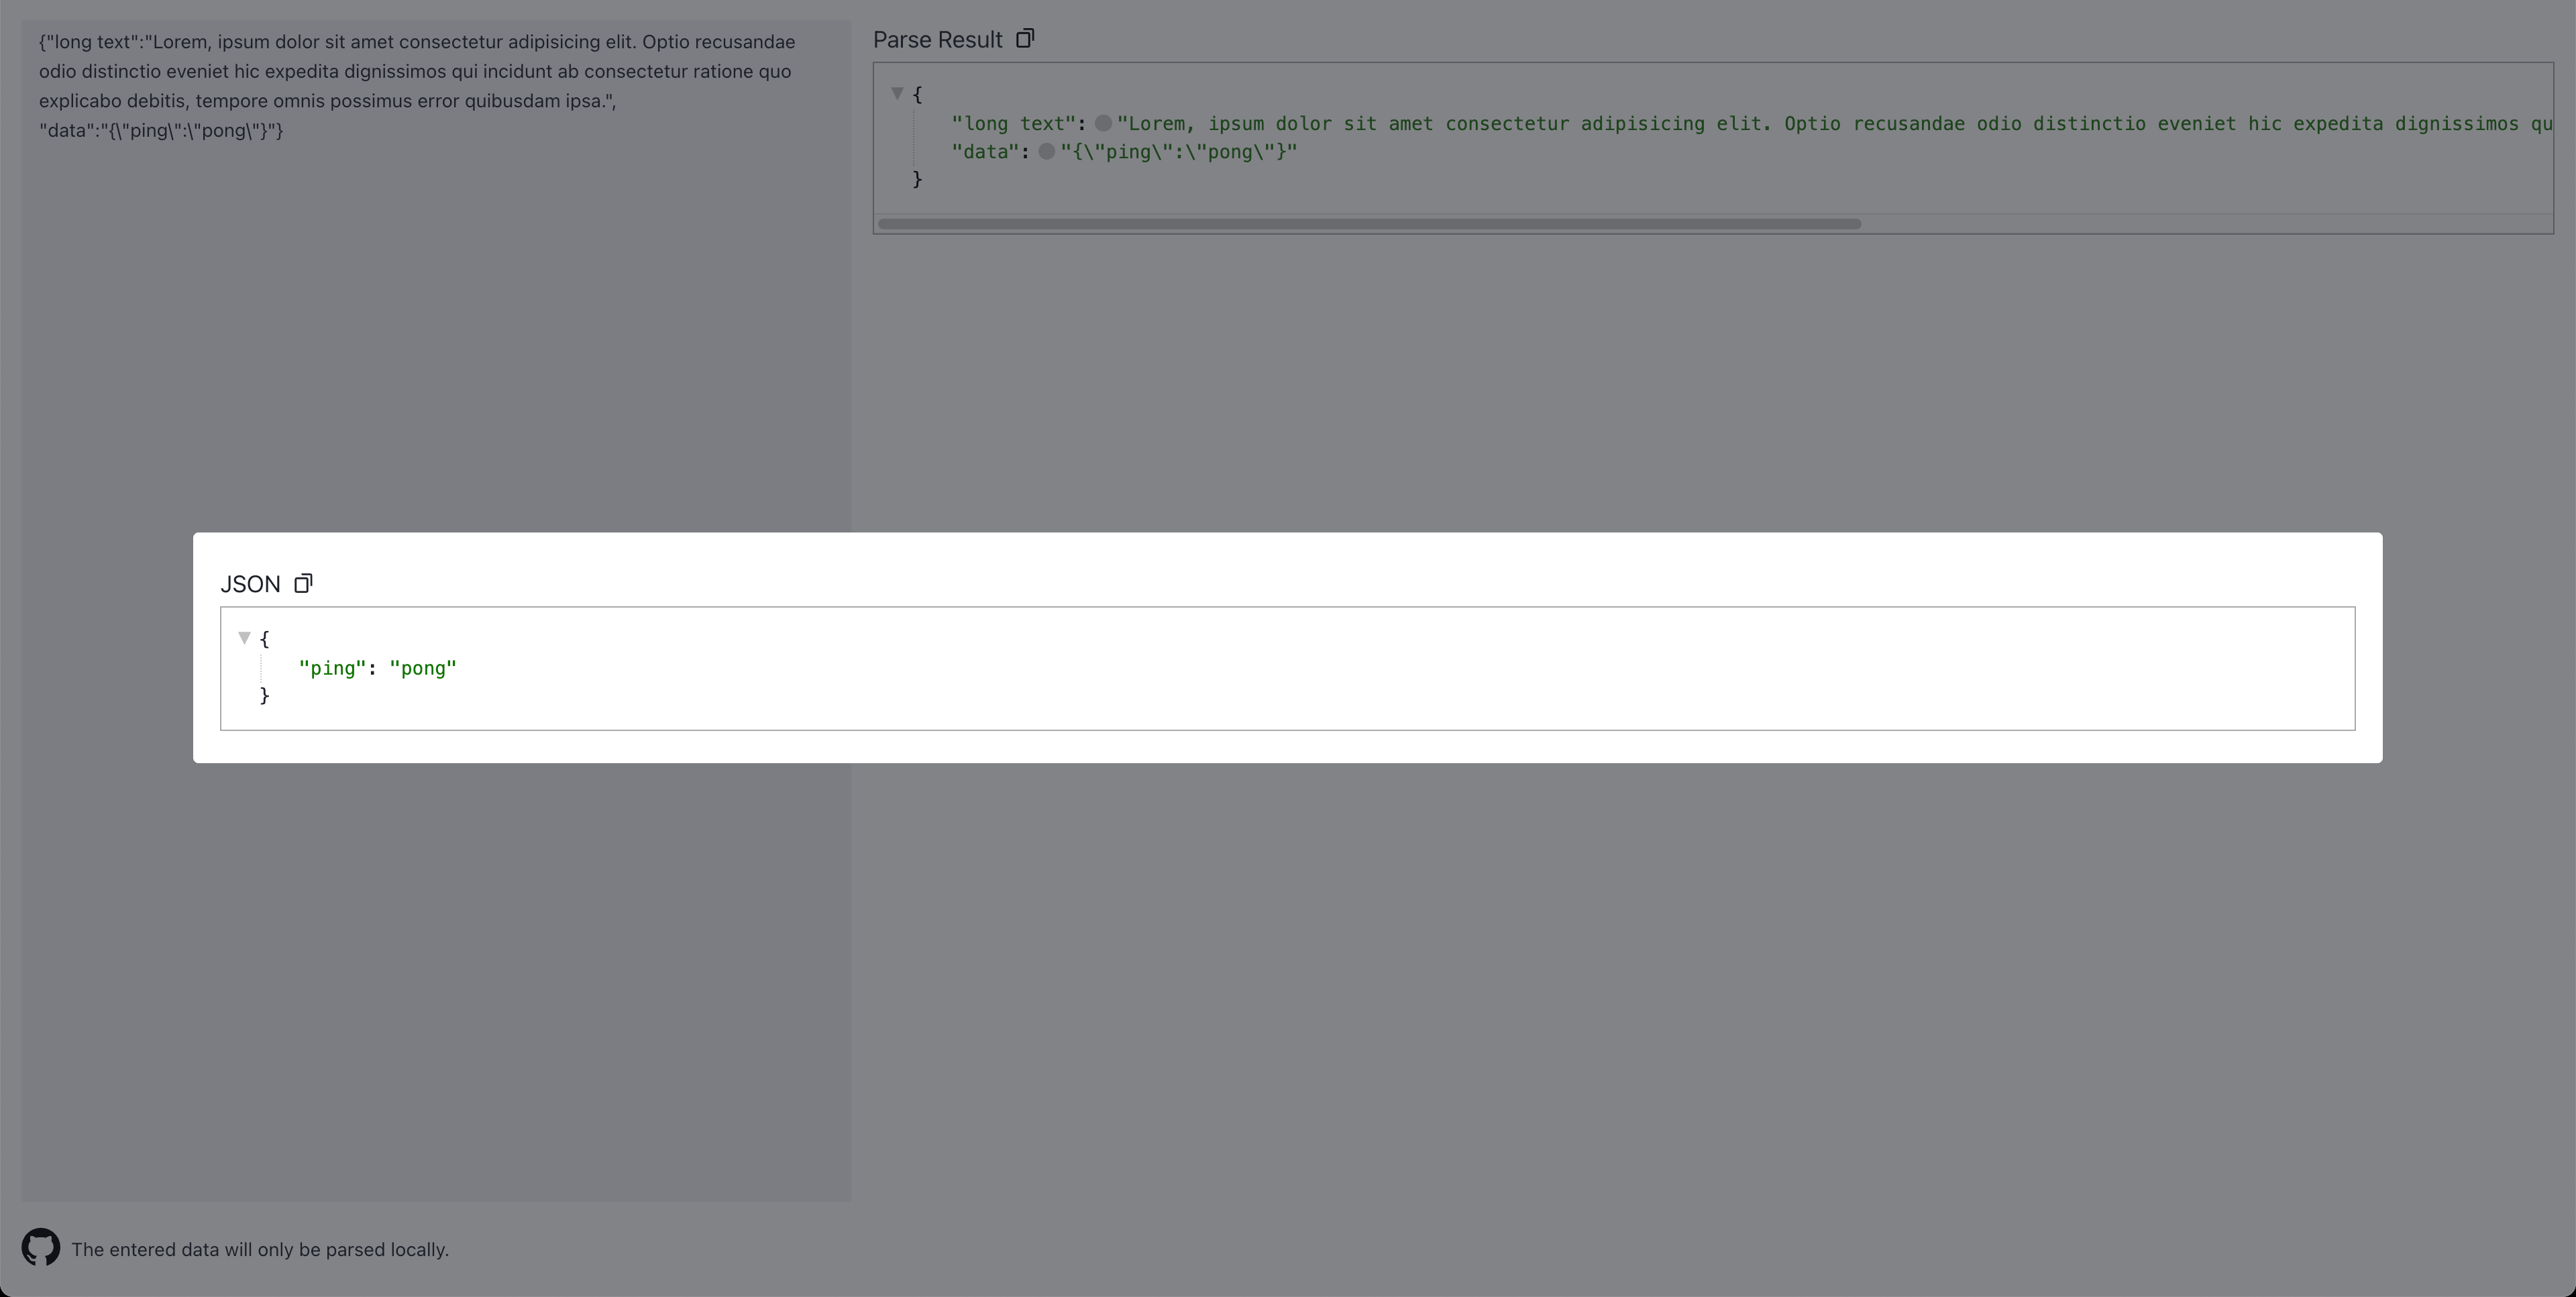 {"long text":"Lorem, ipsum dolor sit amet consectetur adipisicing elit. Optio recusandae
odio distinctio eveniet hic expedita dignissimos qui incidunt ab consectetur ratione quo
explicabo debitis, tempore omnis possimus error quibusdam ipsa.",
"data":"{\"ping\":\"pong\"}"}
Parse Result
▼ {
"long text": "Lorem, ipsum dolor sit amet consectetur adipisicing elit. Optio recusandae odio distinctio eveniet hic expedita dignissimos qu
"data": "{\"ping\":\"pong\"}"
}
JSON
▼ {
"ping": "pong"
}
The entered data will only be parsed locally.